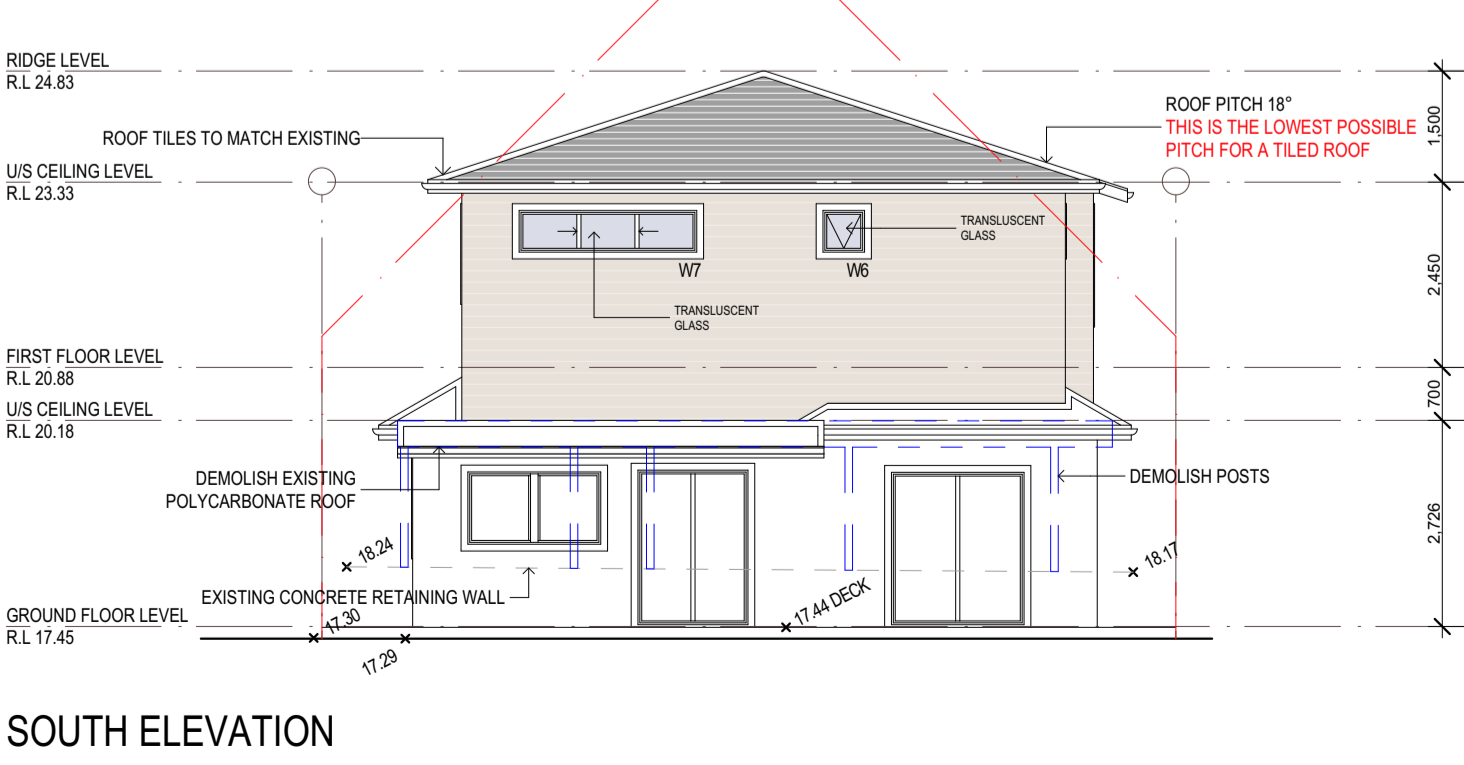 RIDGE LEVEL
R.L 24.83
ROOF TILES TO MATCH EXISTING
ROOF PITCH 18°
THIS IS THE LOWEST POSSIBLE
PITCH FOR A TILED ROOF
1,500
U/S CEILING LEVEL
R.L 23.33
TRANSLUSCENT
GLASS
W7
W6
TRANSLUSCENT
GLASS
2,450
FIRST FLOOR LEVEL
R.L 20.88
700
U/S CEILING LEVEL
R.L 20.18
DEMOLISH EXISTING
POLYCARBONATE ROOF
DEMOLISH POSTS
2,726
18.24
18.17
EXISTING CONCRETE RETAINING WALL
17.44 DECK
GROUND FLOOR LEVEL
R.L 17.45
17.30
17.29
SOUTH ELEVATION